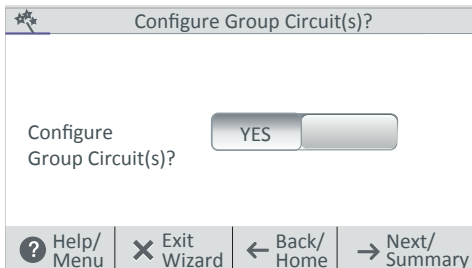 Configure Group Circuit(s)?
Configure
Group Circuit(s)?
YES
Help/
Menu
Exit
Wizard
Back/
Home
Next/
Summary